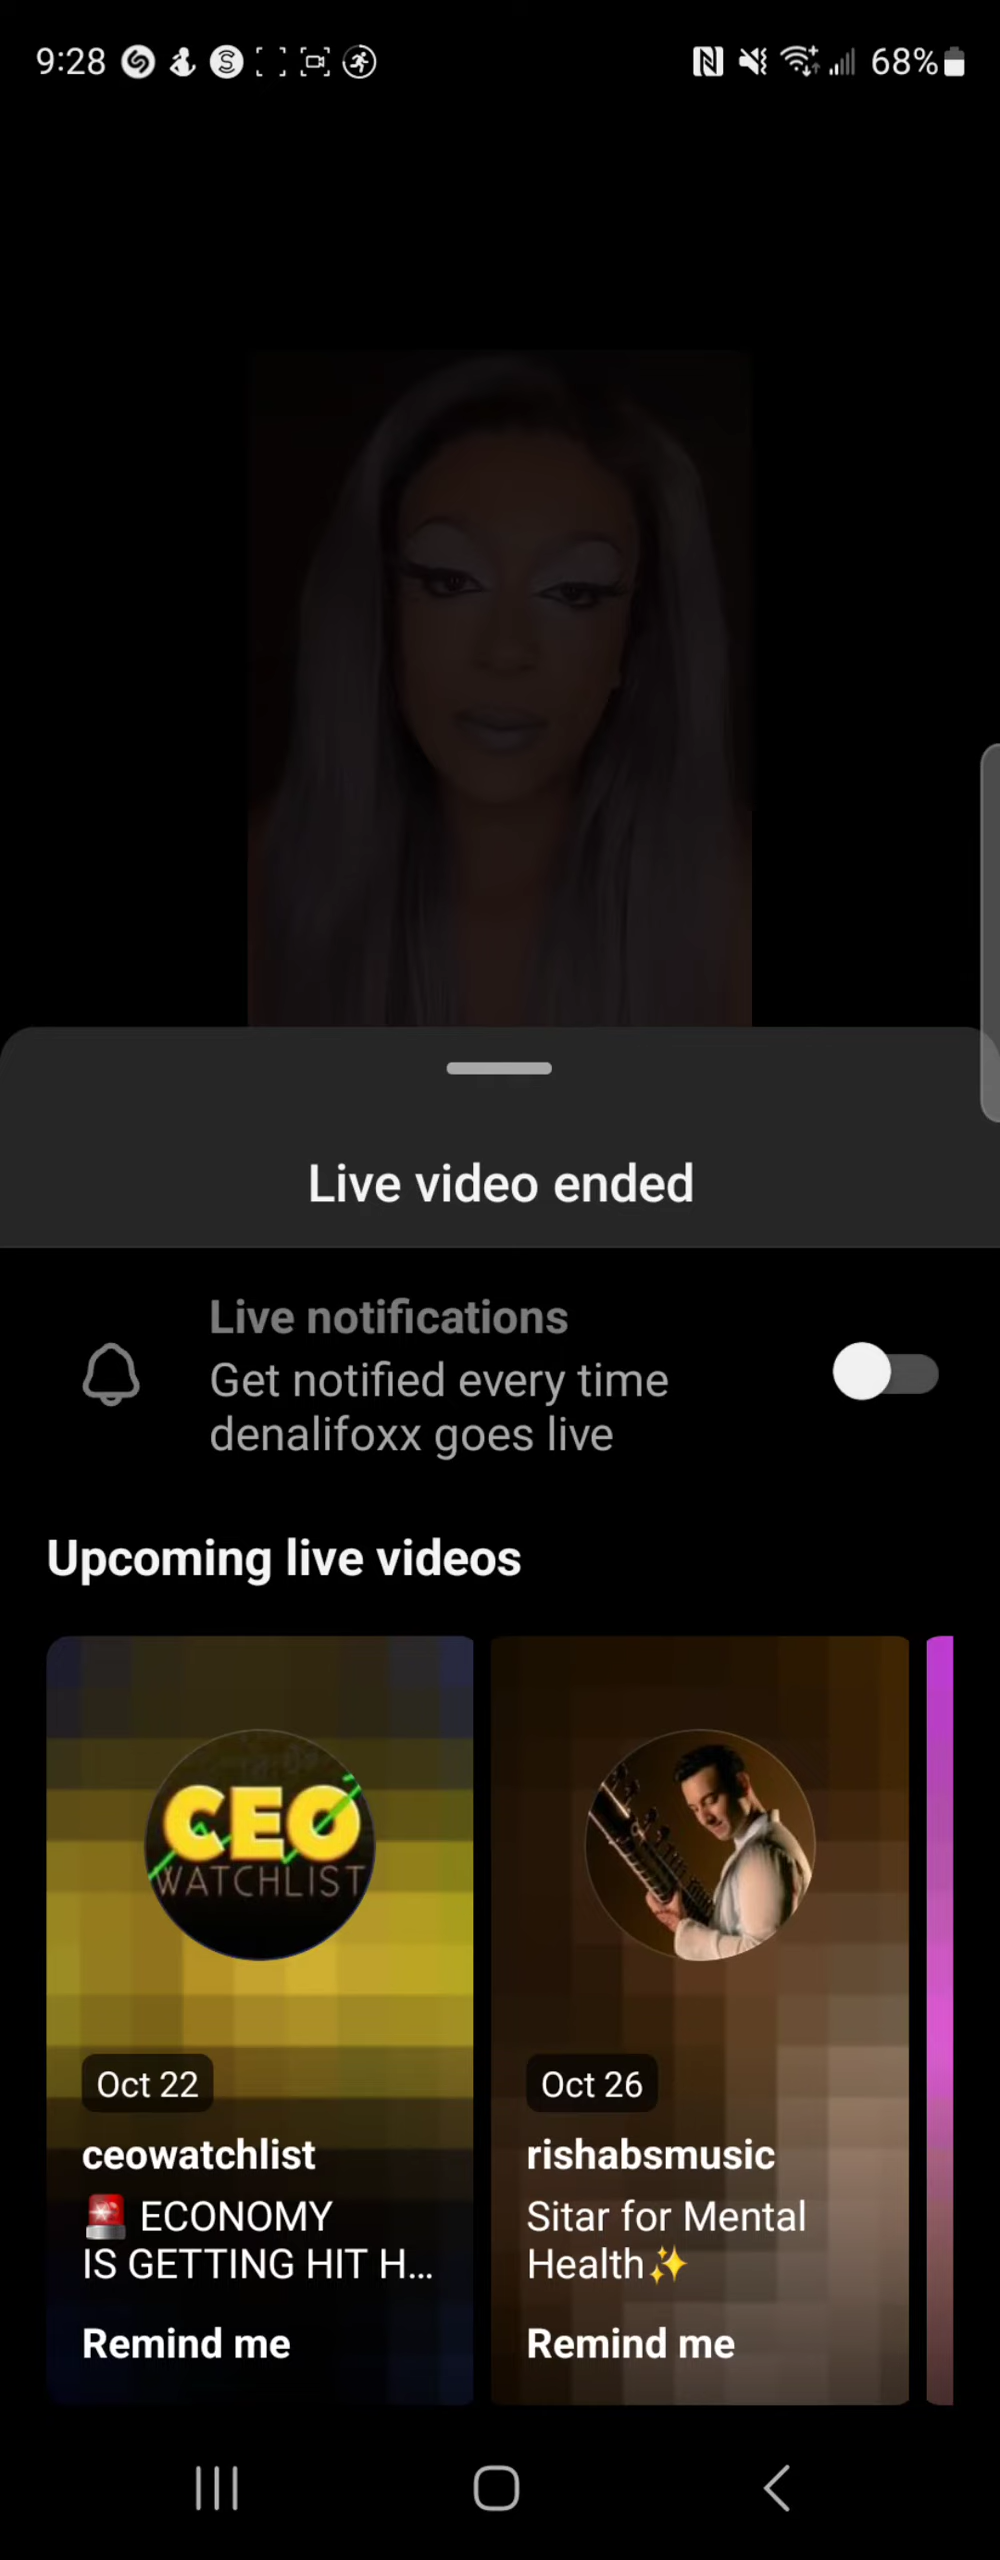 9:28
68%
Live video ended
Live notifications
Get notified every time
denalifoxx goes live
Upcoming live videos
CEO
WATCHLIST
Oct 22
ceowatchlist
🚨 ECONOMY
IS GETTING HIT H...
Remind me
Oct 26
rishabsmusic
Sitar for Mental
Health✨
Remind me